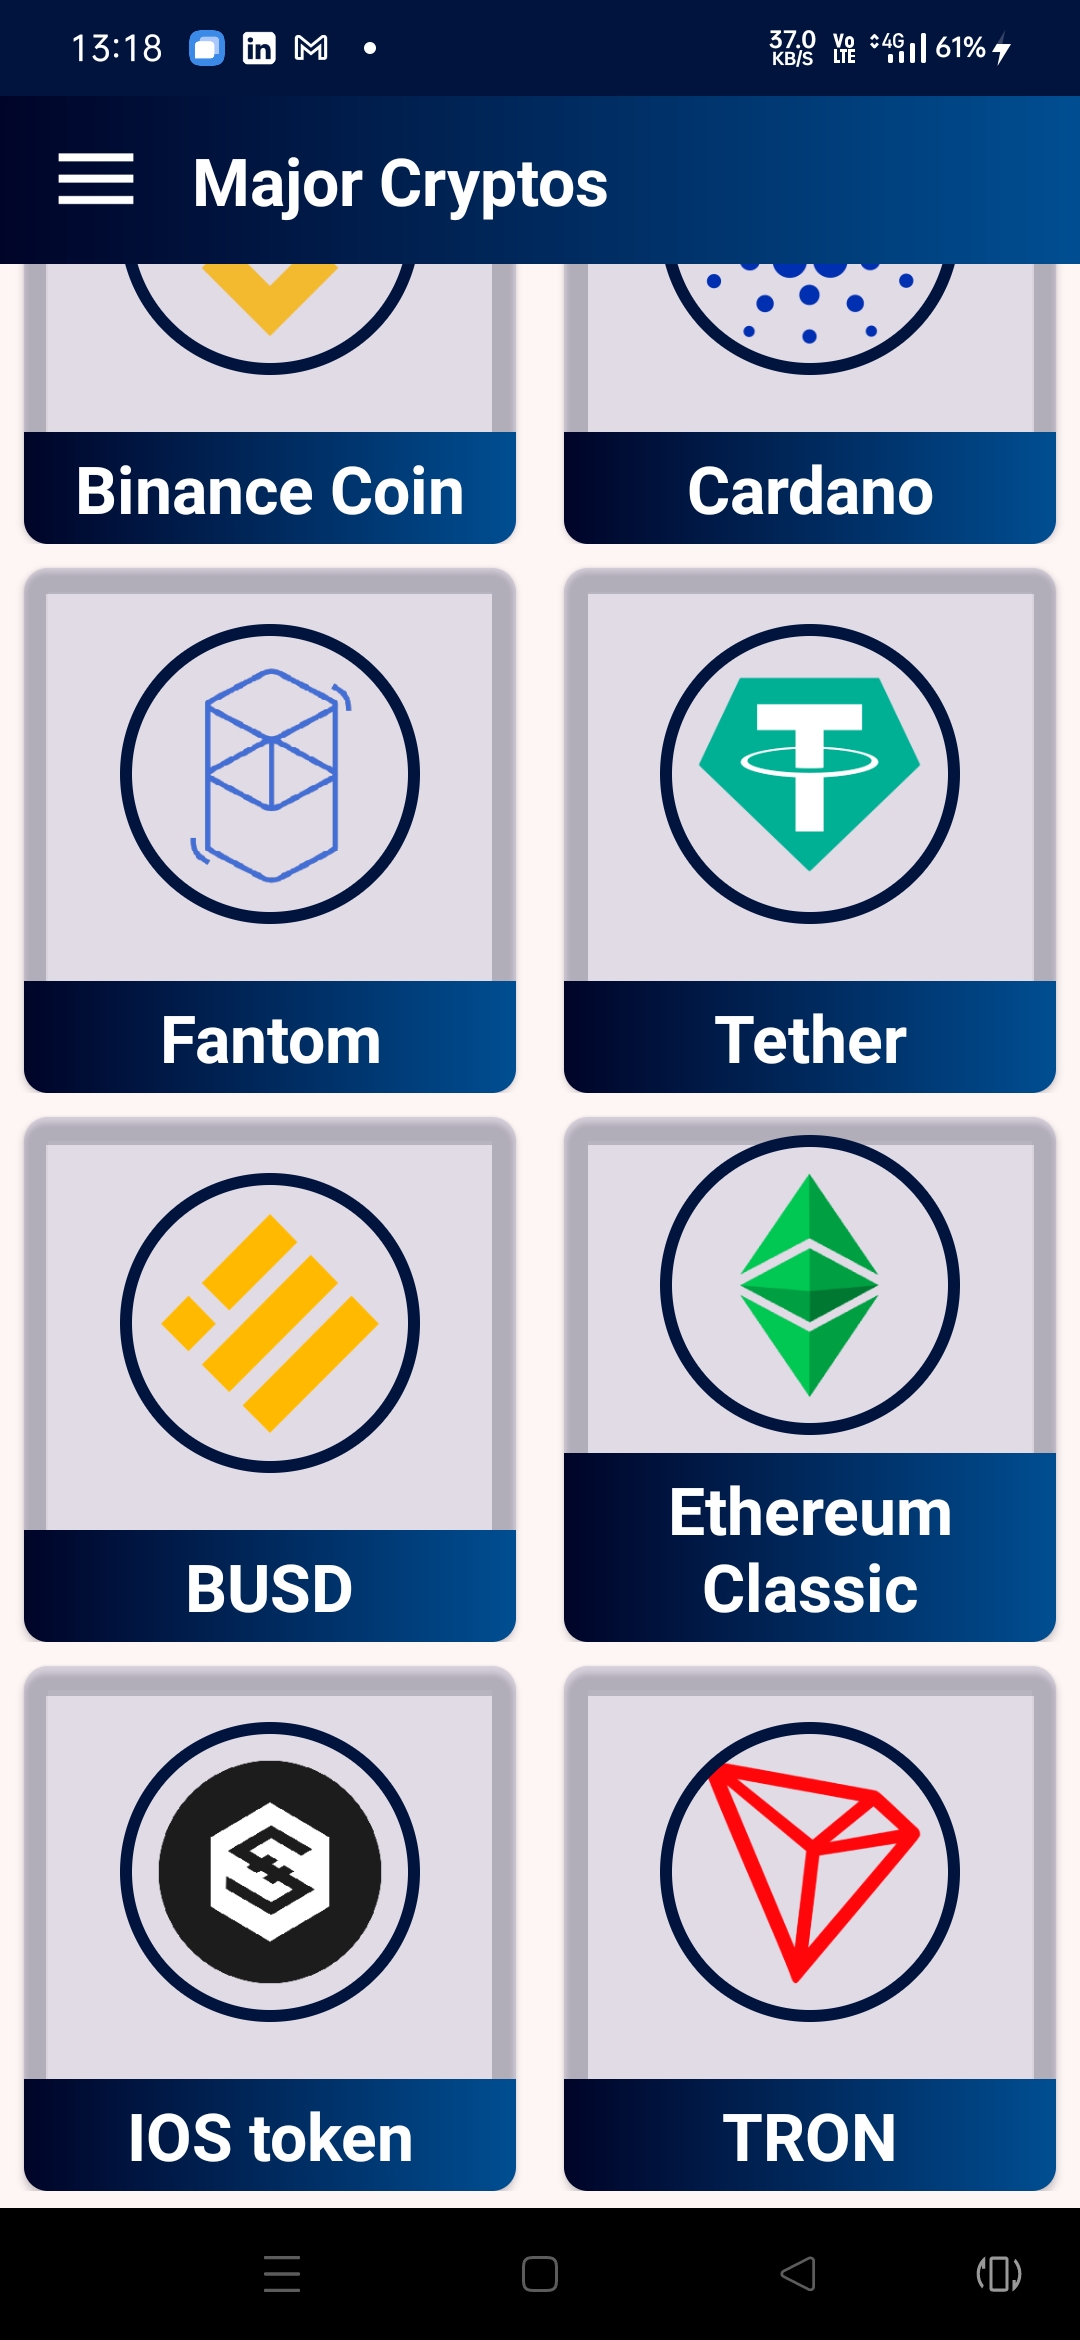 13:18
37.0 KB/S Vo LTE 4G 61%
Major Cryptos
Binance Coin
Cardano
Fantom
Tether
BUSD
Ethereum
Classic
IOS token
TRON